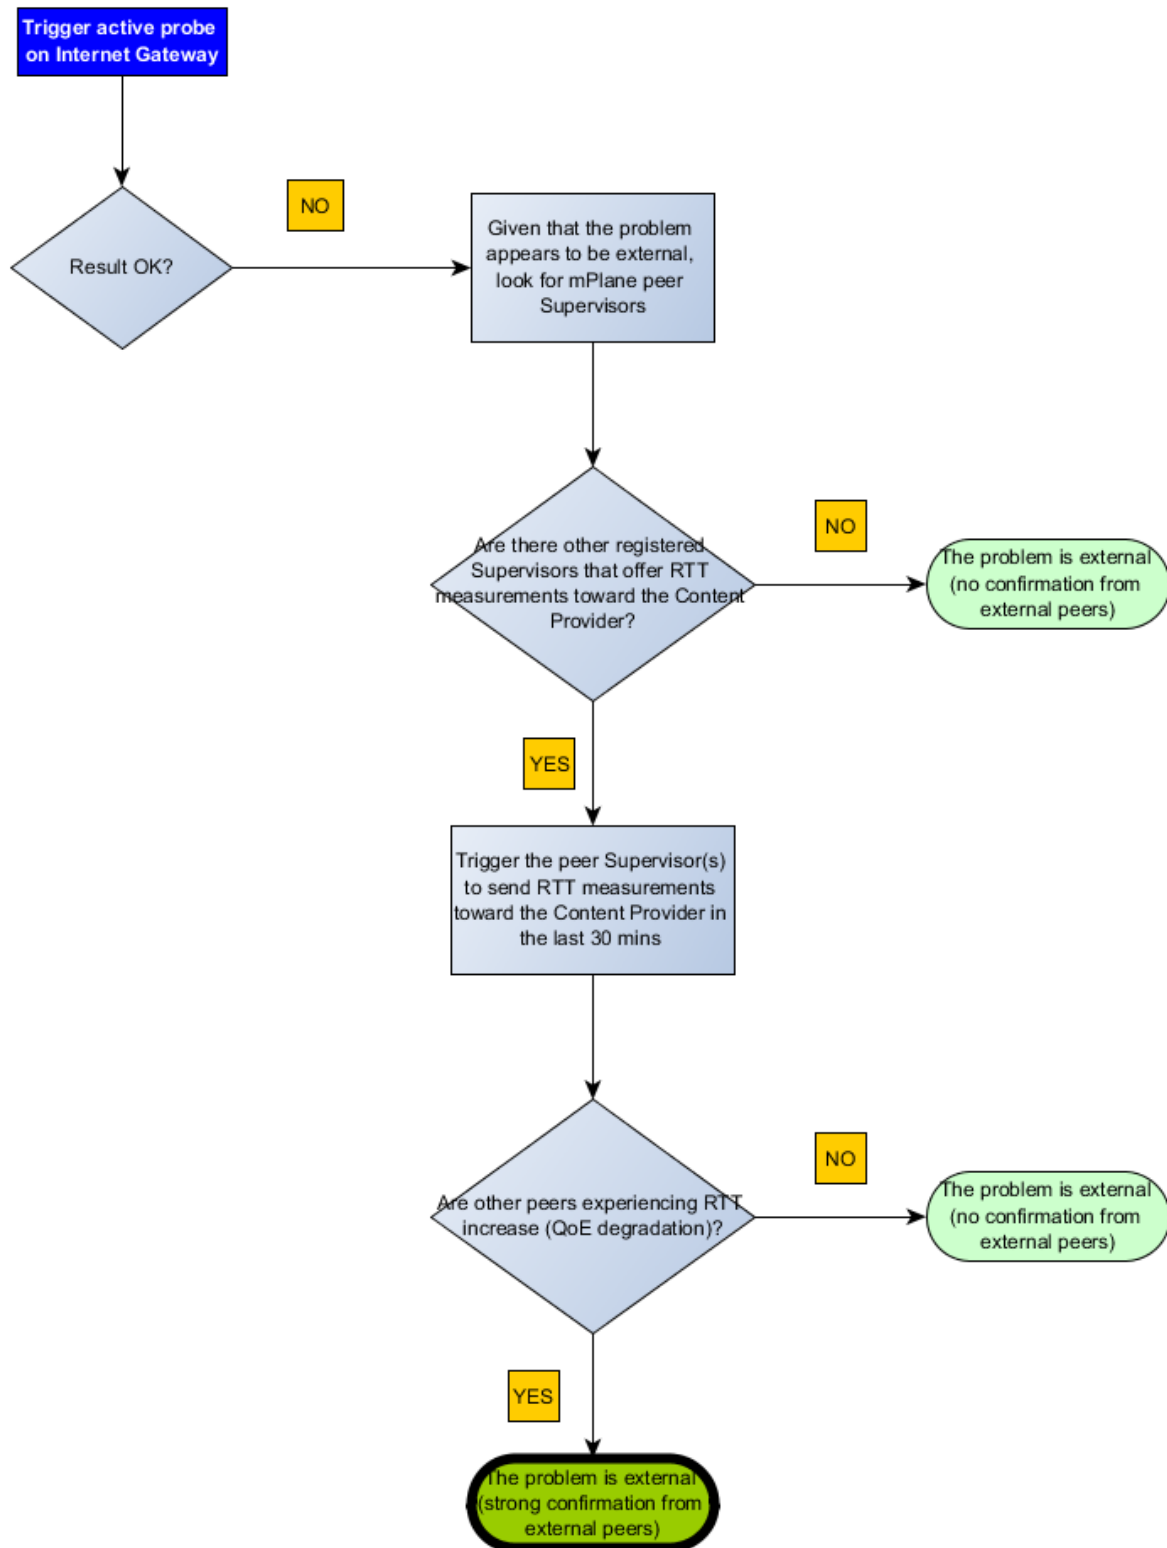 Trigger active probe
on Internet Gateway
NO
Result OK?
Given that the problem
appears to be external,
look for mPlane peer
Supervisors
Are there other registered
Supervisors that offer RTT
measurements toward the Content
Provider?
NO
The problem is external
(no confirmation from
external peers)
YES
Trigger the peer Supervisor(s)
to send RTT measurements
toward the Content Provider in
the last 30 mins
Are other peers experiencing RTT
increase (QoE degradation)?
NO
The problem is external
(no confirmation from
external peers)
YES
The problem is external
(strong confirmation from
external peers)